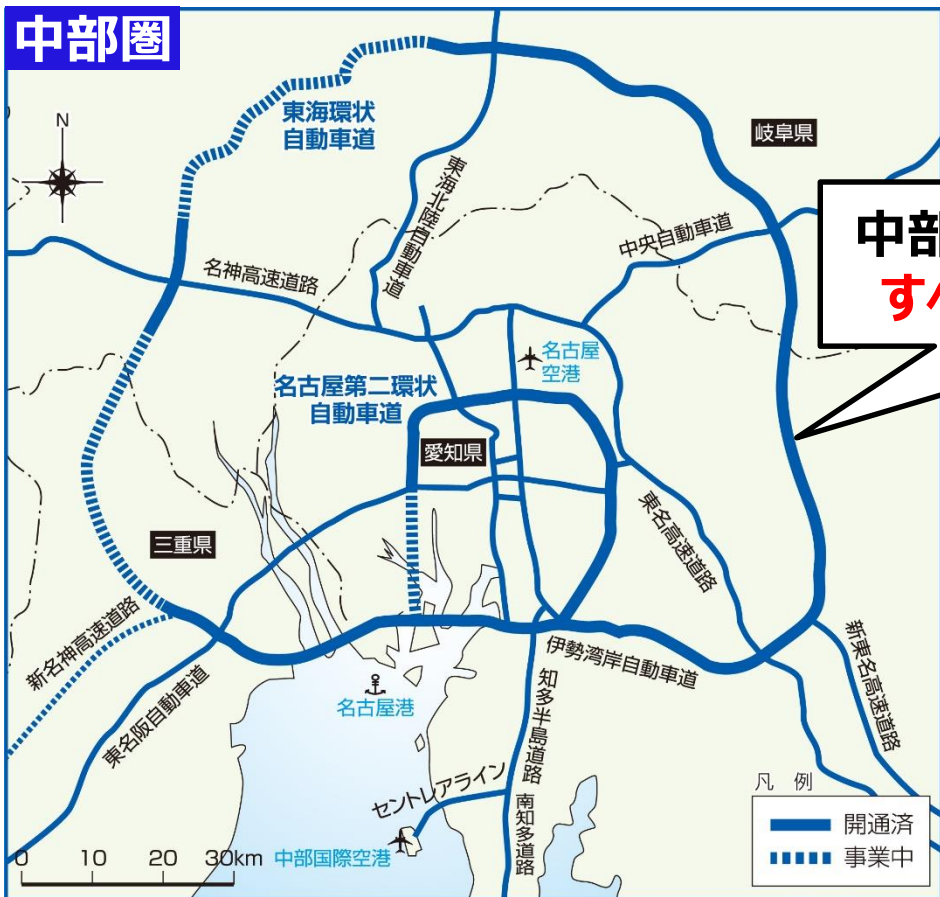 中部圏
東海環状
自動車道
N
岐阜県
東海北陸自動車道
中央自動車道
中部
名神高速道路
名古屋
空港
名古屋第二環状
自動車道
愛知県
東名高速道路
三重県
新名神高速道路
伊勢湾岸自動車道
新東名高速道路
東名阪自動車道
名古屋港
知多半島道路
セントレアライン
南知多道路
中部国際空港
凡 例
開通済
事業中
0 10 20 30km